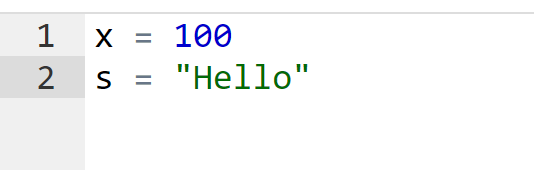 1 x = 100
2 s = "Hello"